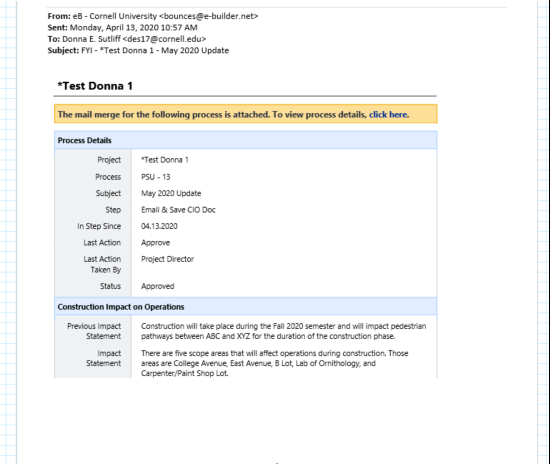 From: eB - Cornell University <bounces@e-builder.net>
Sent: Monday, April 13, 2020 10:57 AM
To: Donna E. Sutliff <des17@cornell.edu>
Subject: FYI - *Test Donna 1 - May 2020 Update
*Test Donna 1
The mail merge for the following process is attached. To view process details, click here.
Process Details
Project *Test Donna 1
Process PSU - 13
Subject May 2020 Update
Step Email & Save CIO Doc
In Step Since 04.13.2020
Last Action Approve
Last Action Project Director
Taken By
Status Approved
Construction Impact on Operations
Previous Impact Construction will take place during the Fall 2020 semester and will impact pedestrian
Statement pathways between ABC and XYZ for the duration of the construction phase.
Impact There are five scope areas that will affect operations during construction. Those
Statement areas are College Avenue, East Avenue, B Lot, Lab of Ornithology, and
Carpenter/Paint Shop Lot.